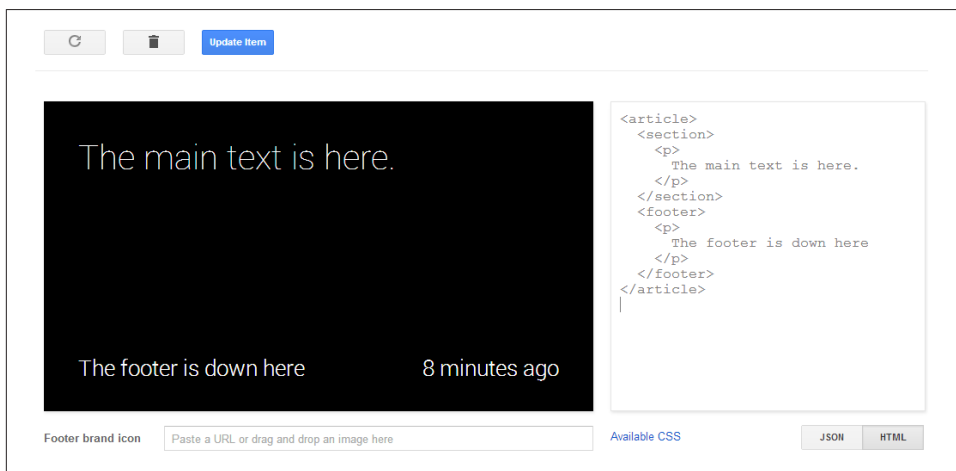 Update Item
The main text is here.
The footer is down here 8 minutes ago
<article>
  <section>
    <p>
      The main text is here.
    </p>
  </section>
  <footer>
    <p>
      The footer is down here
    </p>
  </footer>
</article>
Footer brand icon Paste a URL or drag and drop an image here Available CSS JSON HTML